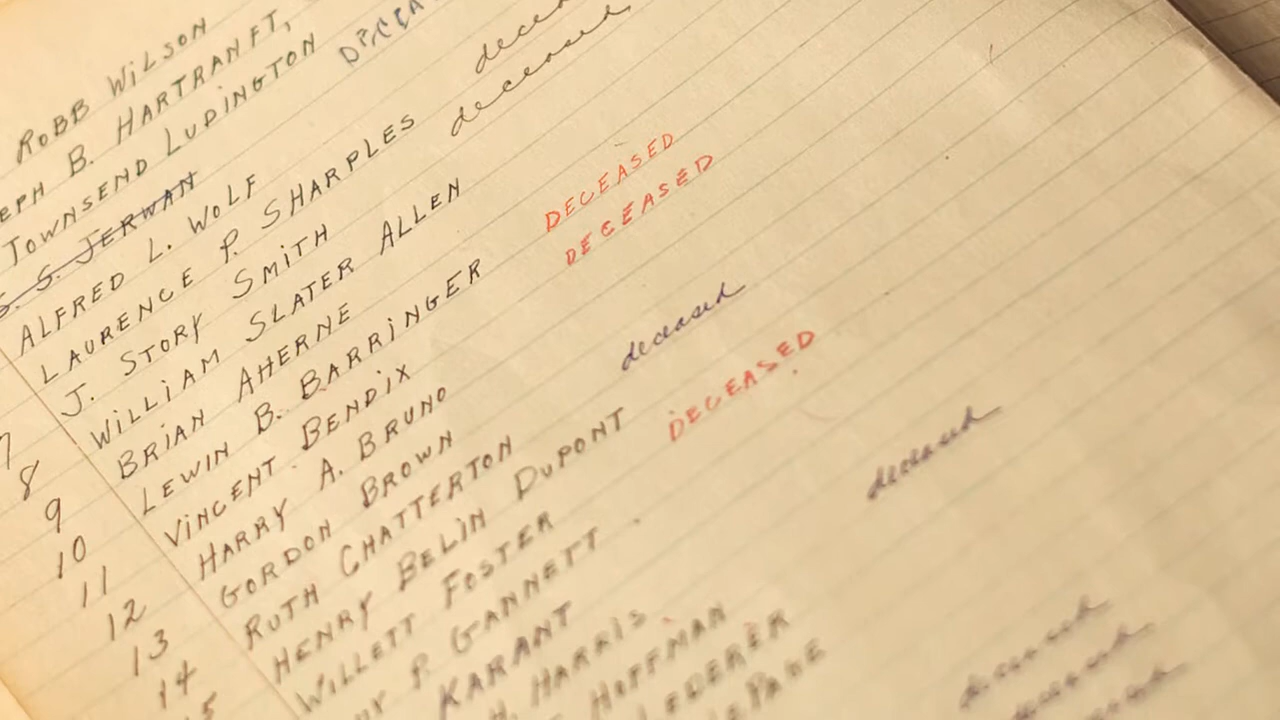 ROBB WILSON
B. HARTRANFT,
TOWNSEND LUDINGTON
S. JERWAN
ALFRED L. WOLF
LAURENCE P. SHARPLES
7 J. STORY SMITH deceased
8 WILLIAM SLATER ALLEN
9 BRIAN AHERNE
10 LEWIN B. BARRINGER DECEASED
11 VINCENT BENDIX DECEASED
12 HARRY A. BRUNO
13 GORDON BROWN
14 RUTH CHATTERTON deceased
HENRY BELIN DUPONT
WILLETT FOSTER DECEASED
P. GANNETT
KARANT
H. HARRIS
HOFFMAN deceased
LEDERER deceased
deceased